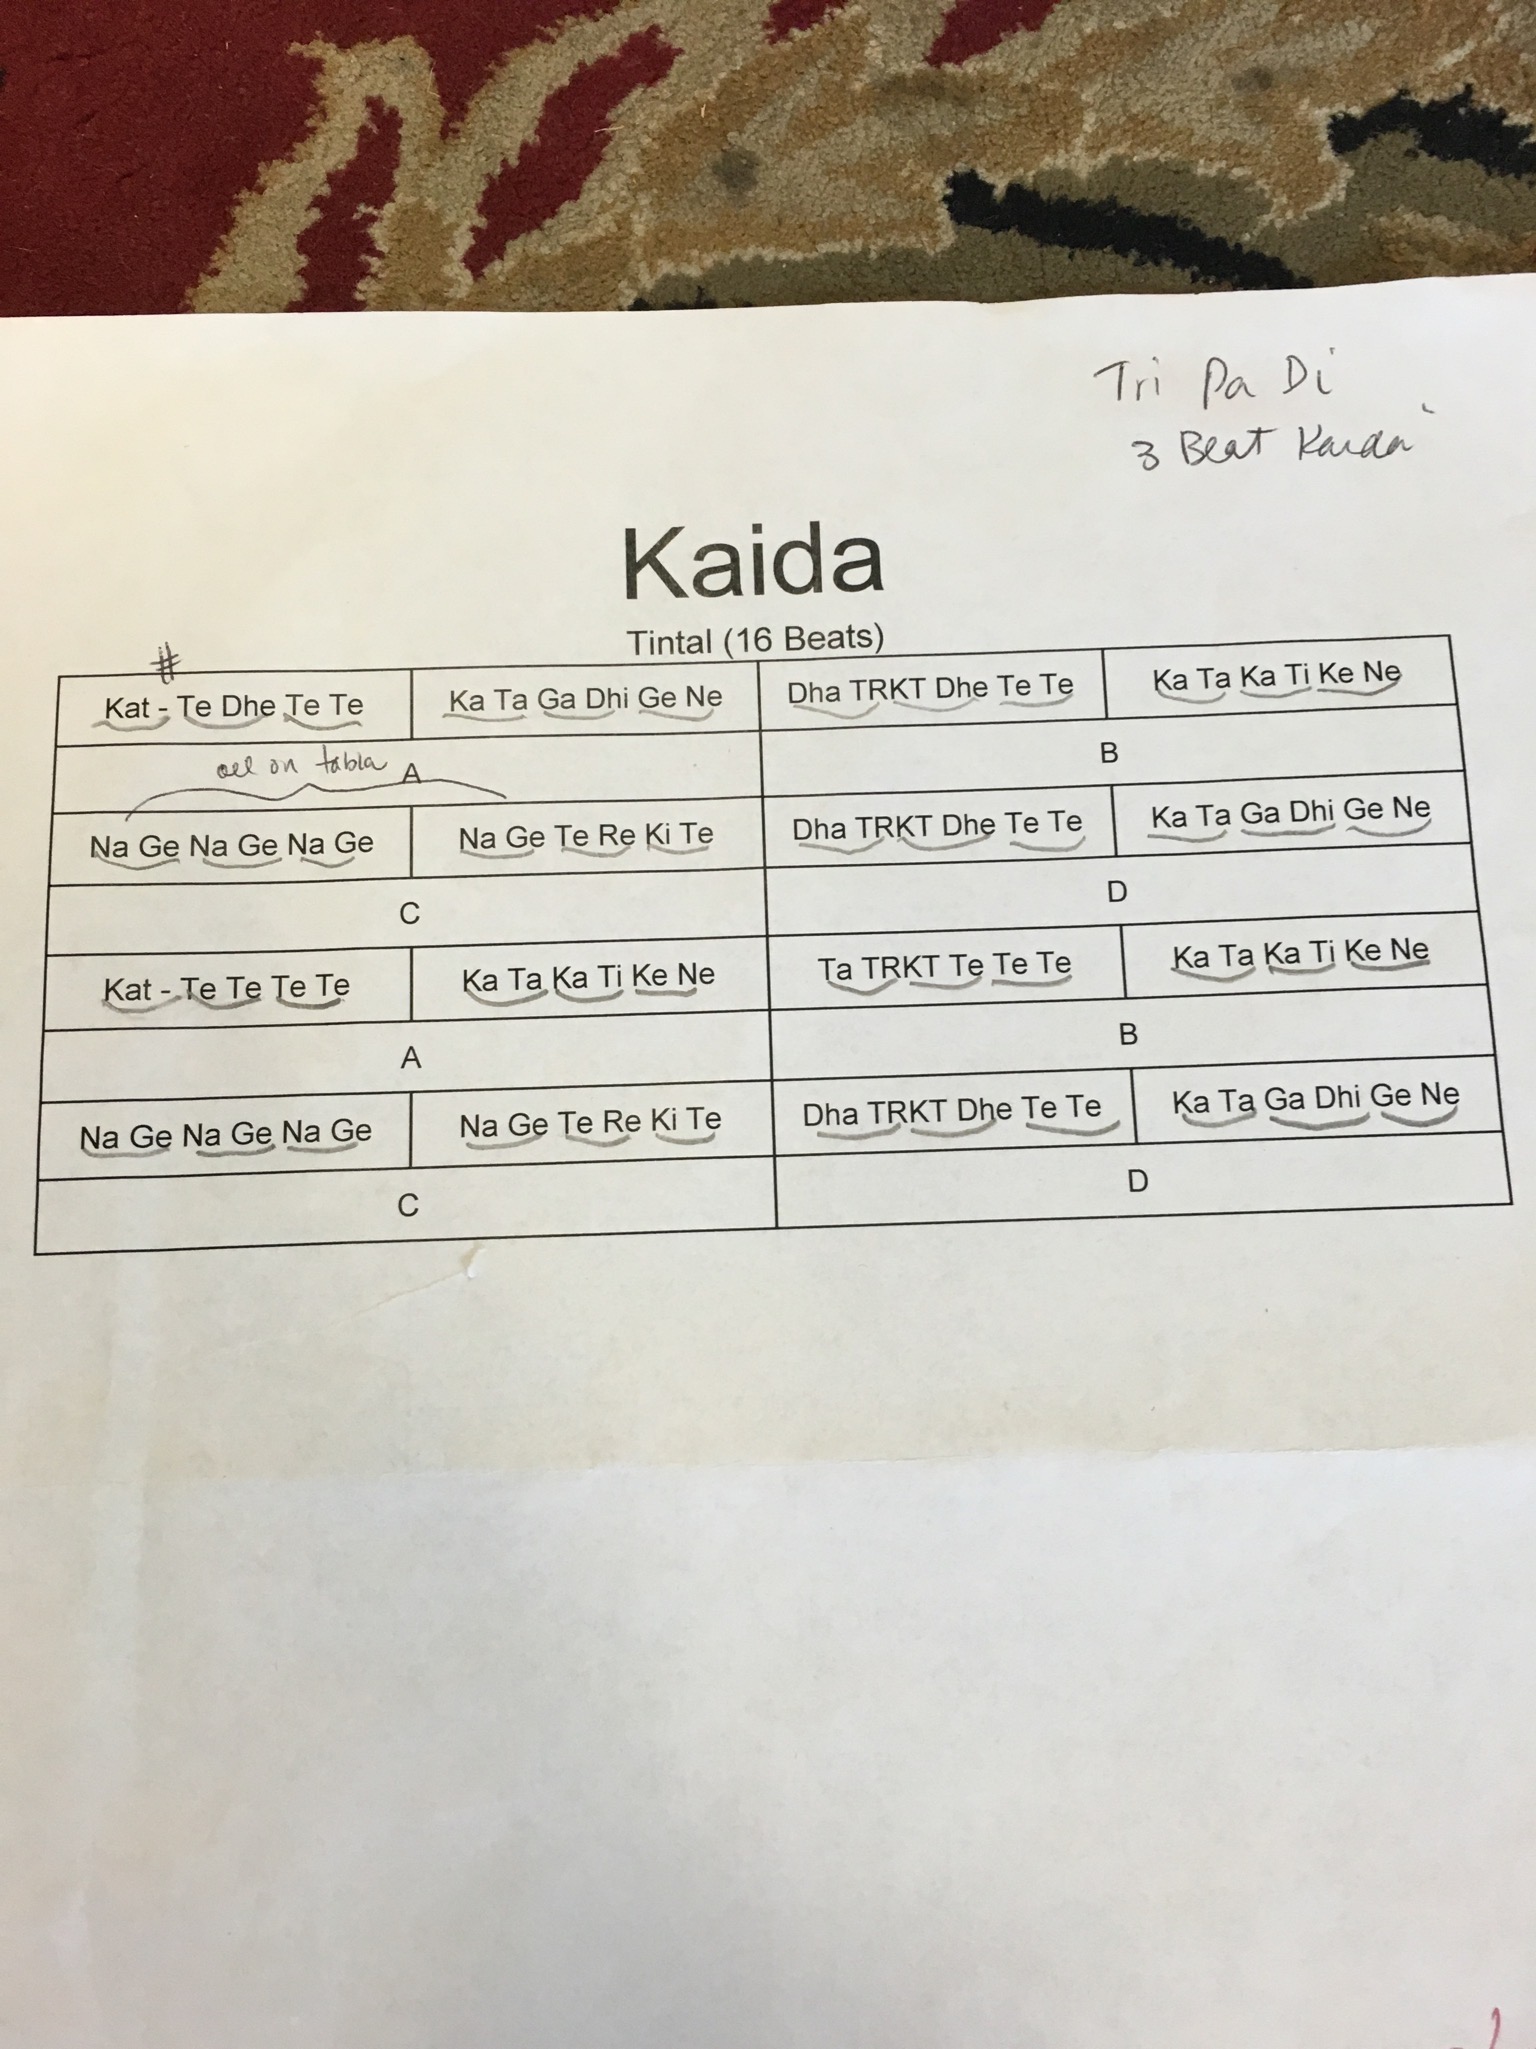 Tri Pa Di
3 Beat Kaida
Kaida
Tintal (16 Beats)
#
Kat - Te Dhe Te Te Ka Ta Ga Dhi Ge Ne Dha TRKT Dhe Te Te Ka Ta Ka Ti Ke Ne
all on tabla
A B
Na Ge Na Ge Na Ge Na Ge Te Re Ki Te Dha TRKT Dhe Te Te Ka Ta Ga Dhi Ge Ne
C D
Kat - Te Te Te Te Ka Ta Ka Ti Ke Ne Ta TRKT Te Te Te Ka Ta Ka Ti Ke Ne
A B
Na Ge Na Ge Na Ge Na Ge Te Re Ki Te Dha TRKT Dhe Te Te Ka Ta Ga Dhi Ge Ne
C D